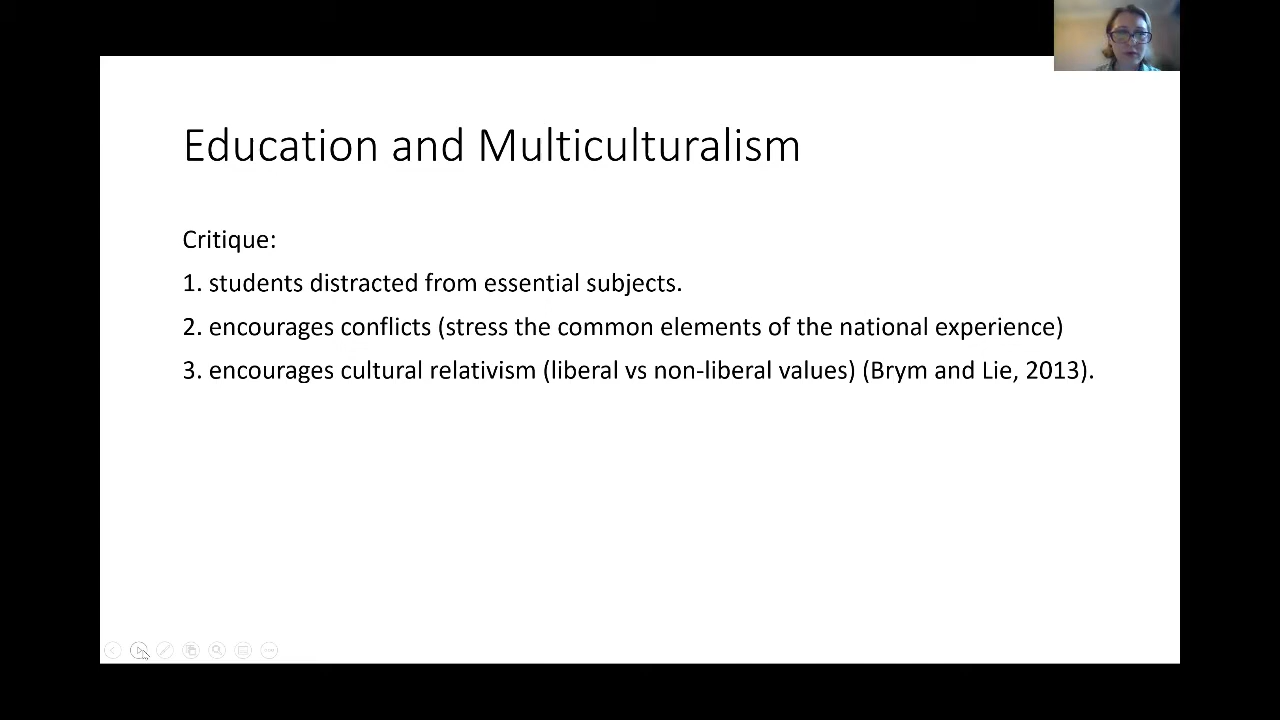 Education and Multiculturalism
Critique:
1. students distracted from essential subjects.
2. encourages conflicts (stress the common elements of the national experience)
3. encourages cultural relativism (liberal vs non-liberal values) (Brym and Lie, 2013).